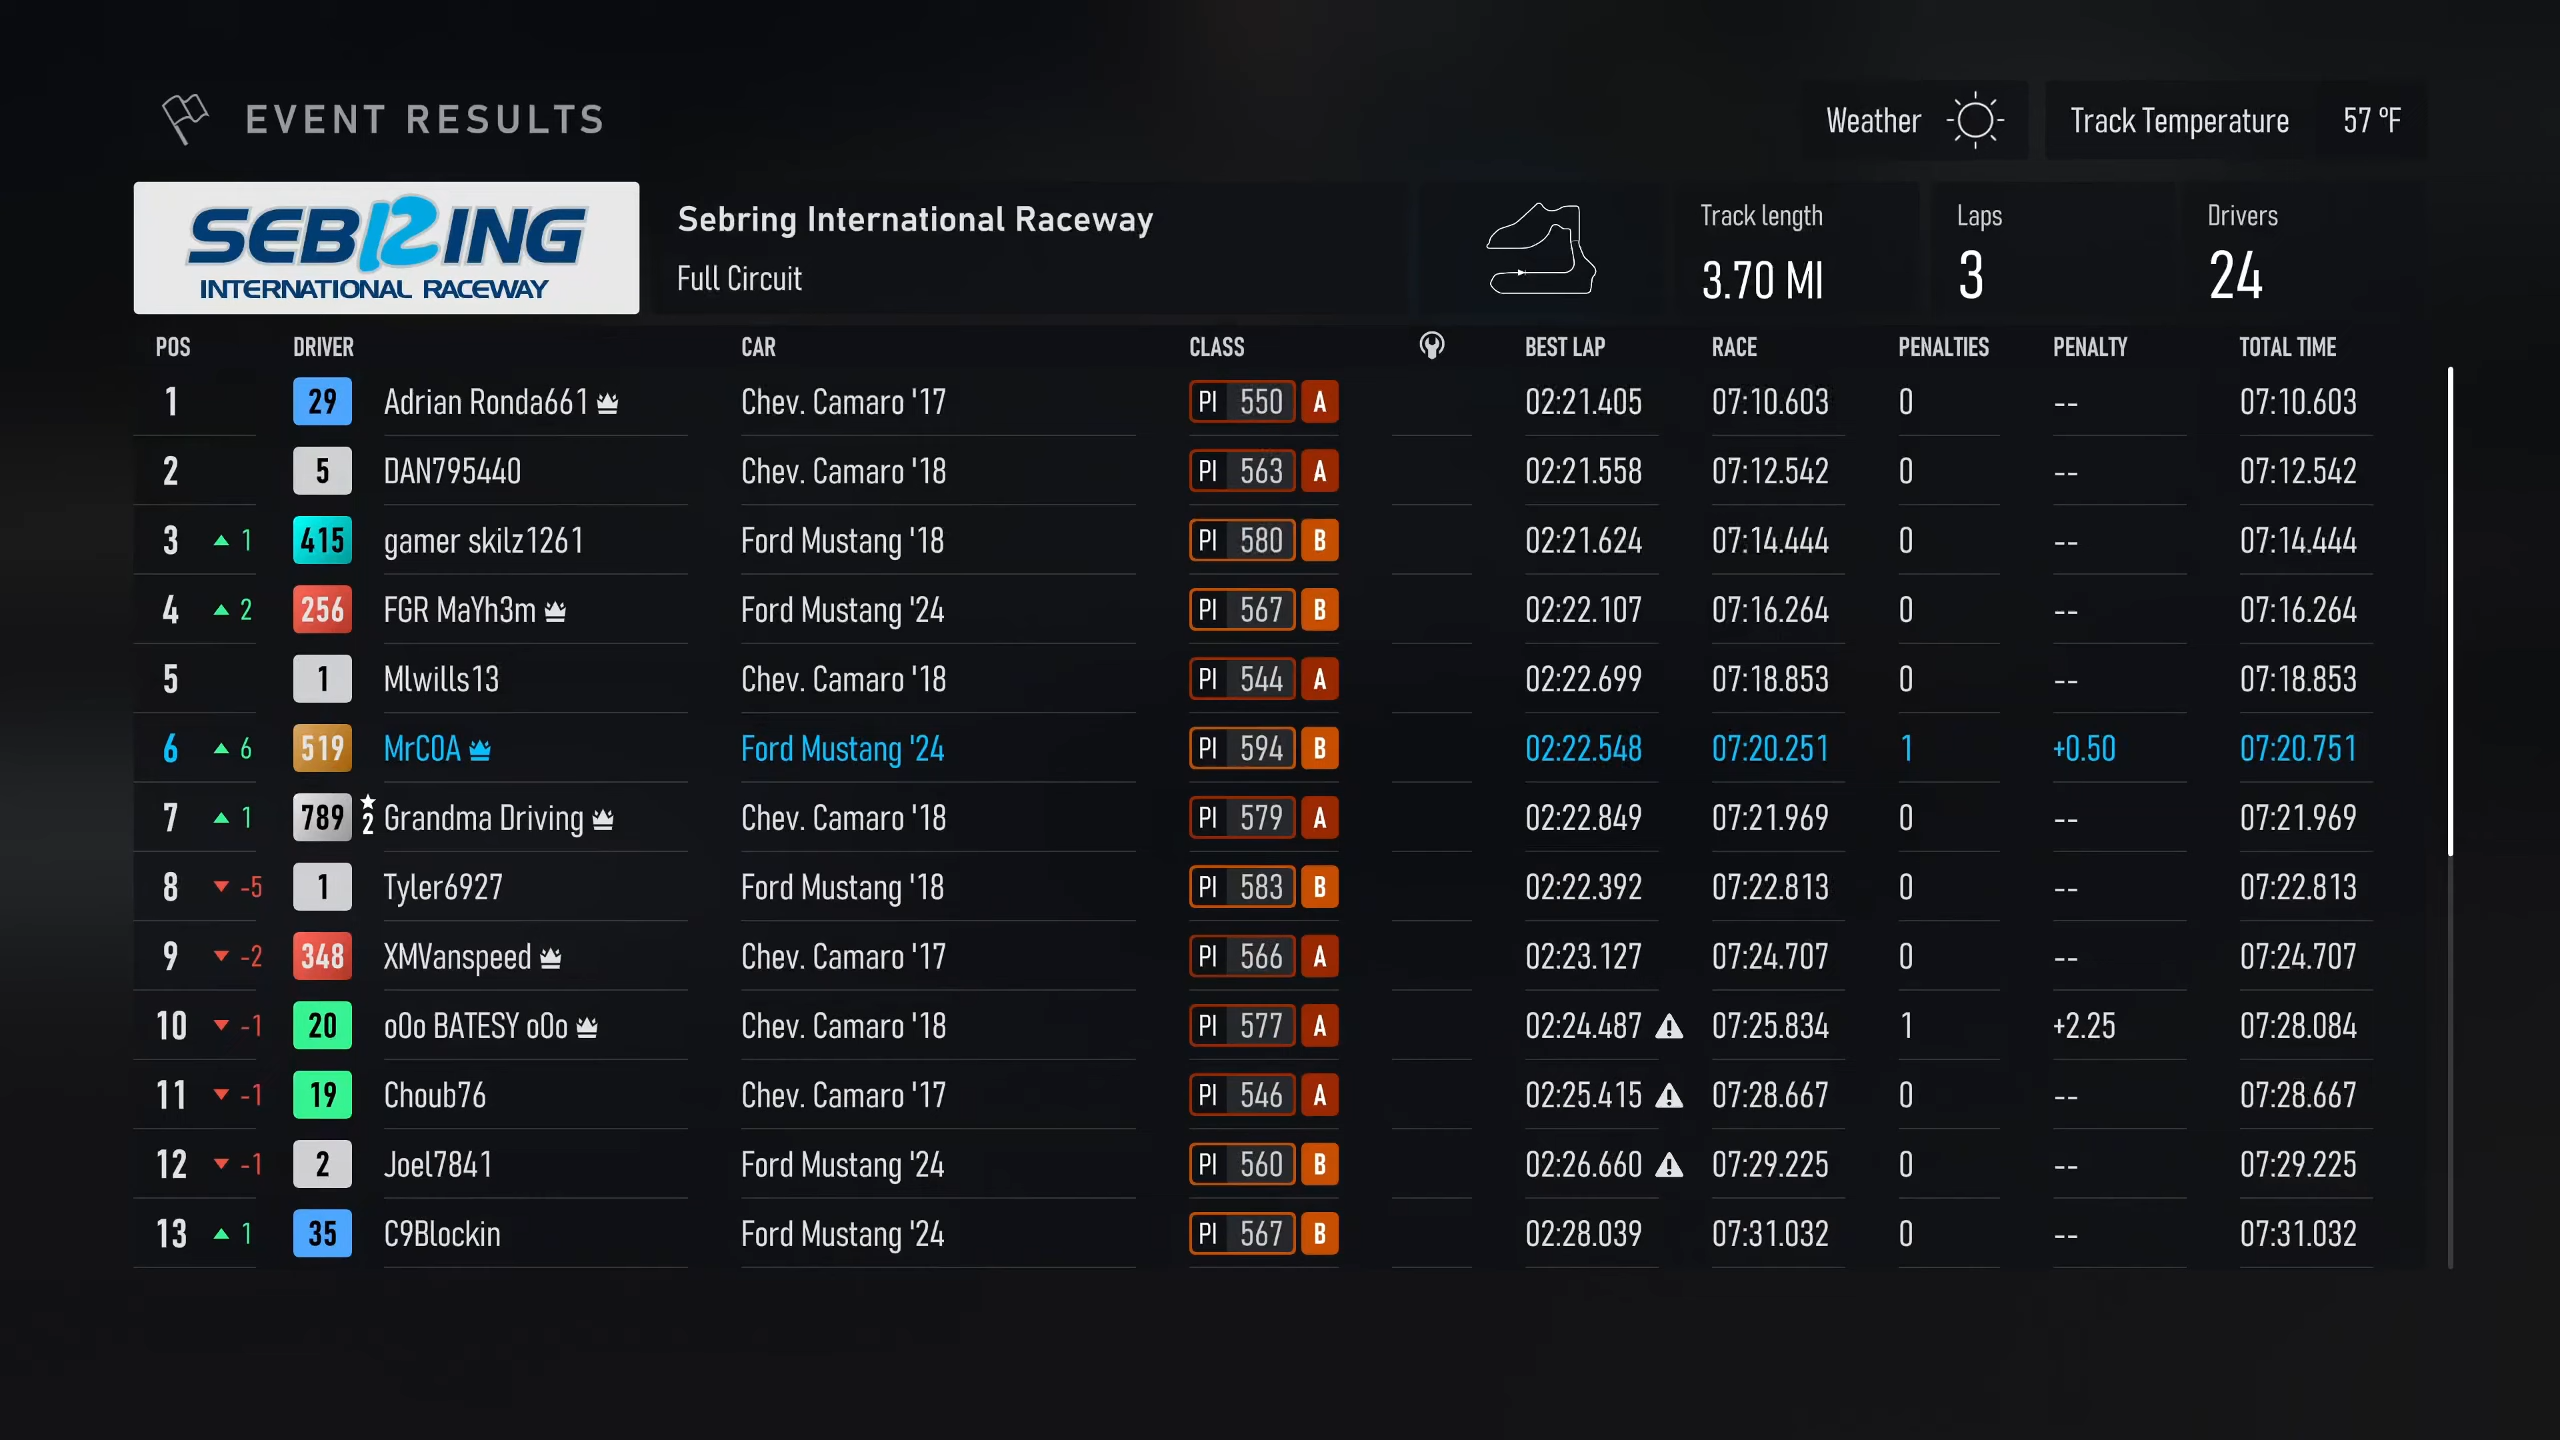 EVENT RESULTS
Weather
Track Temperature 57 ºF
SEBRING
INTERNATIONAL RACEWAY
Sebring International Raceway
Full Circuit
Track length
3.70 MI
Laps
3
Drivers
24
POS DRIVER CAR CLASS BEST LAP RACE PENALTIES PENALTY TOTAL TIME
1 29 Adrian Ronda661 Chev. Camaro '17 PI 550 A 02:21.405 07:10.603 0 -- 07:10.603
2 5 DAN795440 Chev. Camaro '18 PI 563 A 02:21.558 07:12.542 0 -- 07:12.542
3 1 415 gamer skilz1261 Ford Mustang '18 PI 580 B 02:21.624 07:14.444 0 -- 07:14.444
4 2 256 FGR MaYh3m Ford Mustang '24 PI 567 B 02:22.107 07:16.264 0 -- 07:16.264
5 1 Mlwills13 Chev. Camaro '18 PI 544 A 02:22.699 07:18.853 0 -- 07:18.853
6 6 519 MrCOA Ford Mustang '24 PI 594 B 02:22.548 07:20.251 1 +0.50 07:20.751
7 1 789 2 Grandma Driving Chev. Camaro '18 PI 579 A 02:22.849 07:21.969 0 -- 07:21.969
8 -5 1 Tyler6927 Ford Mustang '18 PI 583 B 02:22.392 07:22.813 0 -- 07:22.813
9 -2 348 XMVanspeed Chev. Camaro '17 PI 566 A 02:23.127 07:24.707 0 -- 07:24.707
10 -1 20 oOo BATESY oOo Chev. Camaro '18 PI 577 A 02:24.487 07:25.834 1 +2.25 07:28.084
11 -1 19 Choub76 Chev. Camaro '17 PI 546 A 02:25.415 07:28.667 0 -- 07:28.667
12 -1 2 Joel7841 Ford Mustang '24 PI 560 B 02:26.660 07:29.225 0 -- 07:29.225
13 1 35 C9Blockin Ford Mustang '24 PI 567 B 02:28.039 07:31.032 0 -- 07:31.032